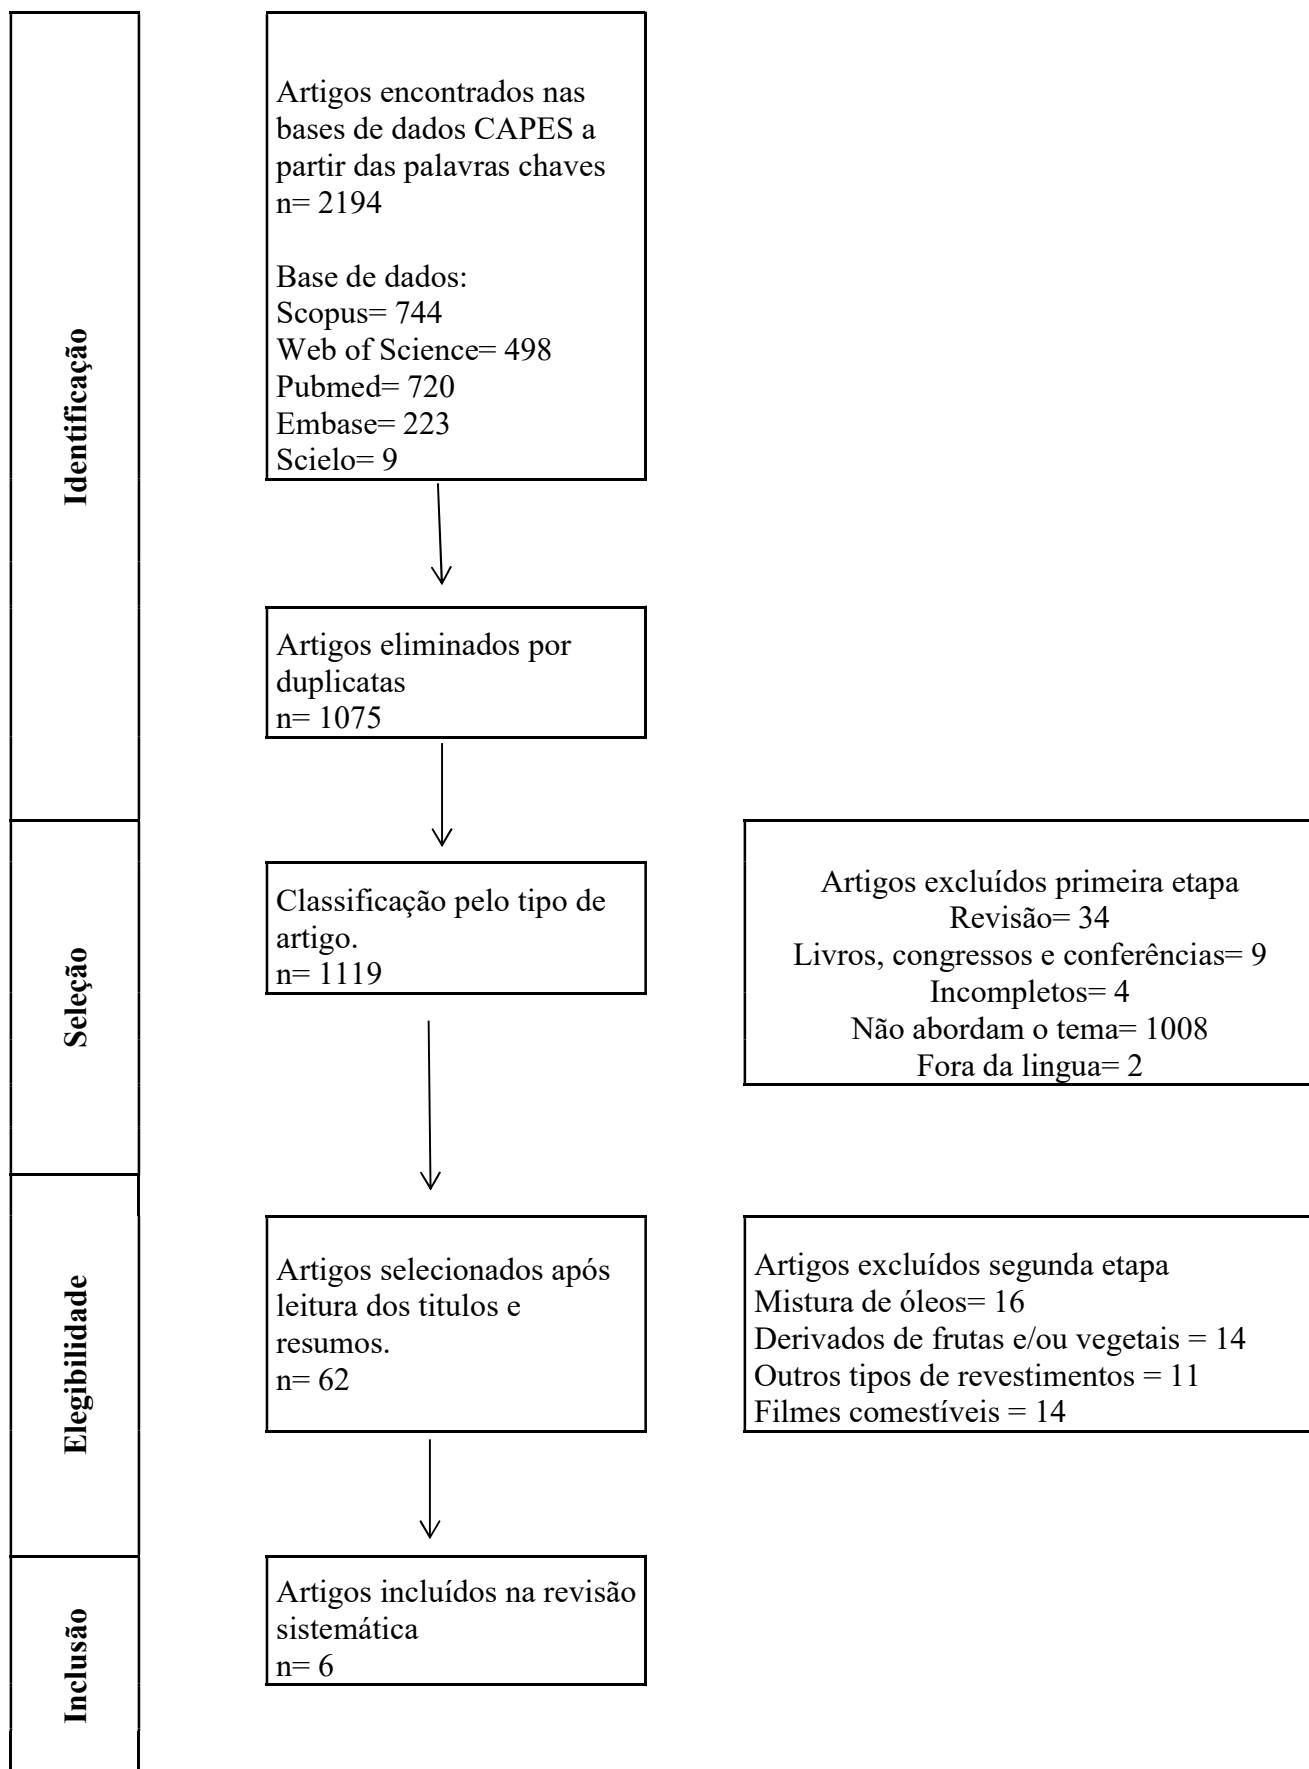 Identificação
Artigos encontrados nas
bases de dados CAPES a
partir das palavras chaves
n= 2194
Base de dados:
Scopus= 744
Web of Science= 498
Pubmed= 720
Embase= 223
Scielo= 9
Artigos eliminados por
duplicatas
n= 1075
Seleção
Classificação pelo tipo de
artigo.
n= 1119
Artigos excluídos primeira etapa
Revisão= 34
Livros, congressos e conferências= 9
Incompletos= 4
Não abordam o tema= 1008
Fora da lingua= 2
Elegibilidade
Artigos selecionados após
leitura dos titulos e
resumos.
n= 62
Artigos excluídos segunda etapa
Mistura de óleos= 16
Derivados de frutas e/ou vegetais = 14
Outros tipos de revestimentos = 11
Filmes comestíveis = 14
Inclusão
Artigos incluídos na revisão
sistemática
n= 6